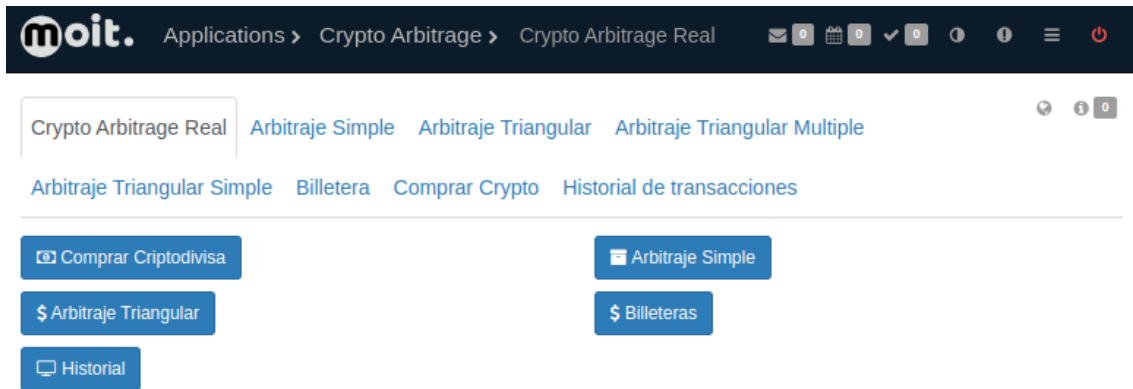 moit. Applications > Crypto Arbitrage > Crypto Arbitrage Real 0 0 0
Crypto Arbitrage Real Arbitraje Simple Arbitraje Triangular Arbitraje Triangular Multiple 0
Arbitraje Triangular Simple Billetera Comprar Crypto Historial de transacciones
Comprar Criptodivisa Arbitraje Simple
$ Arbitraje Triangular $ Billeteras
Historial